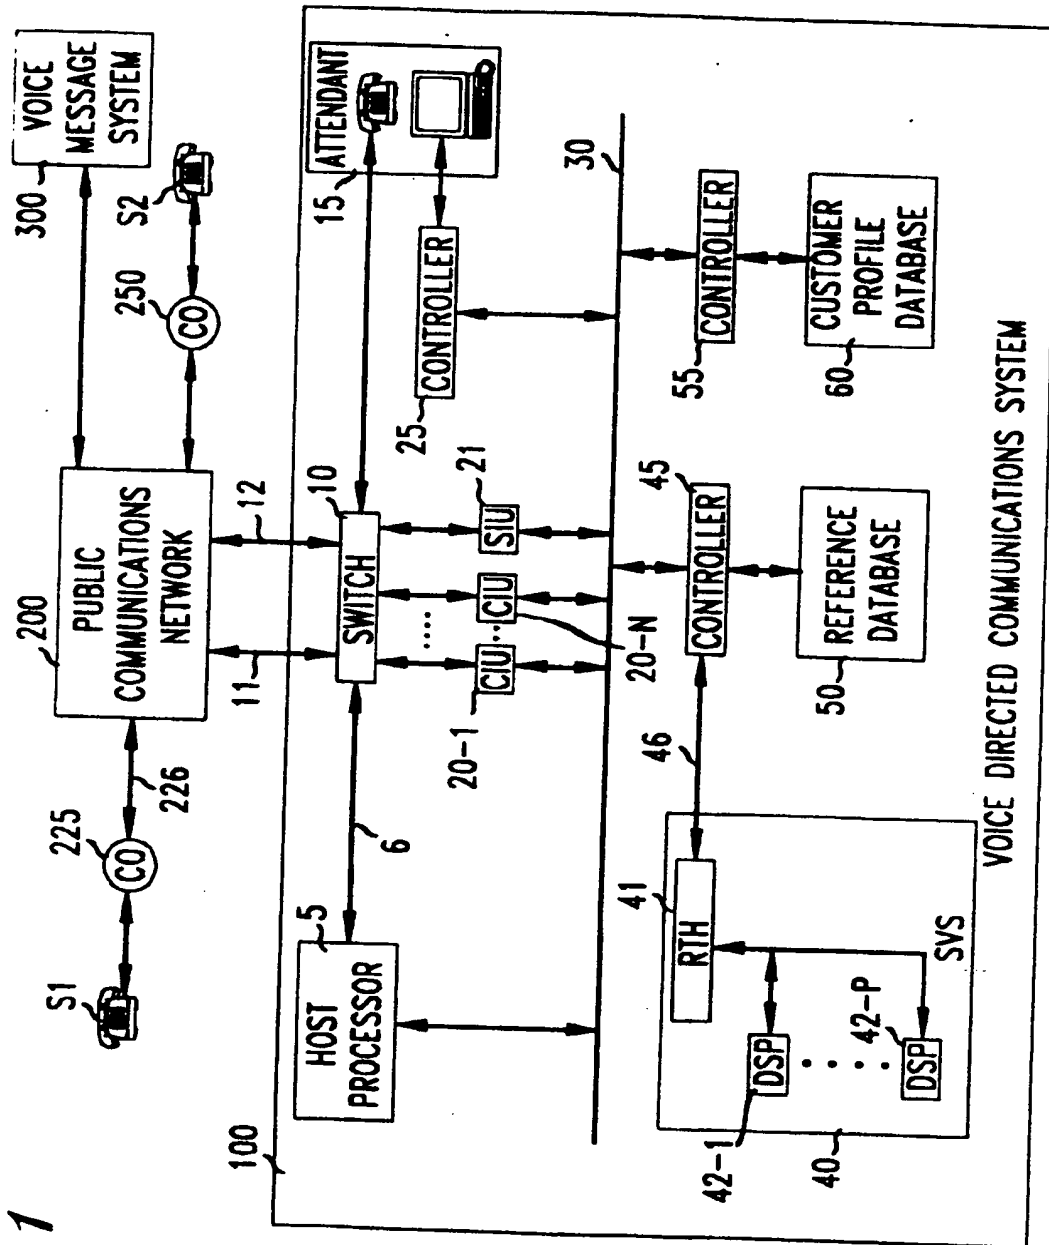 1
S1
225
CO
226
200
PUBLIC
COMMUNICATIONS
NETWORK
300
VOICE
MESSAGE
SYSTEM
250
CO
S2
100
11
12
5
HOST
PROCESSOR
6
10
SWITCH
15
ATTENDANT
20-1
CIU
.....
..
CIU
20-N
SIU
21
25
CONTROLLER
30
46
CONTROLLER
45
55
CONTROLLER
RTH
41
42-1
DSP
....
DSP
42-P
SVS
40
50
REFERENCE
DATABASE
60
CUSTOMER
PROFILE
DATABASE
VOICE DIRECTED COMMUNICATIONS SYSTEM